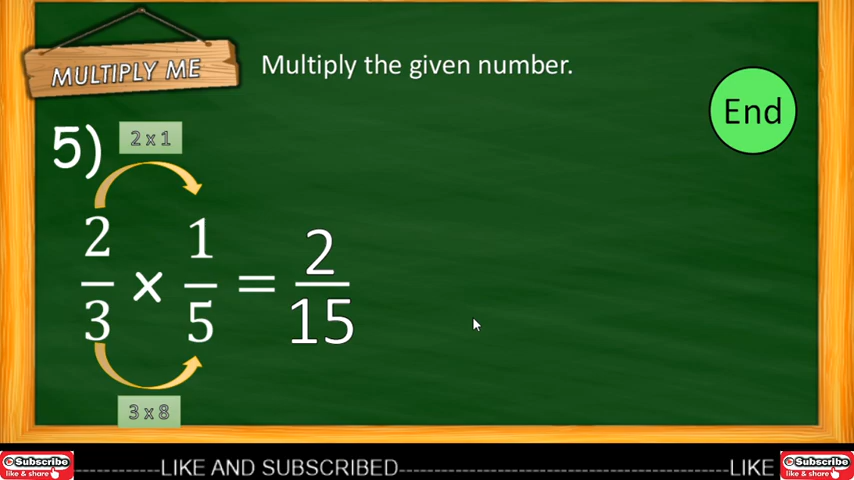 MULTIPLY ME
Multiply the given number.
End
5)
2 x 1
2/3 × 1/5 = 2/15
3 x 8
Subscribe
like & share
-----------LIKE AND SUBSCRIBED------------------------------------------LIKE
Subscribe
like & share